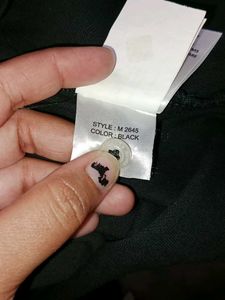 STYLE : M 2645
COLOR : BLACK